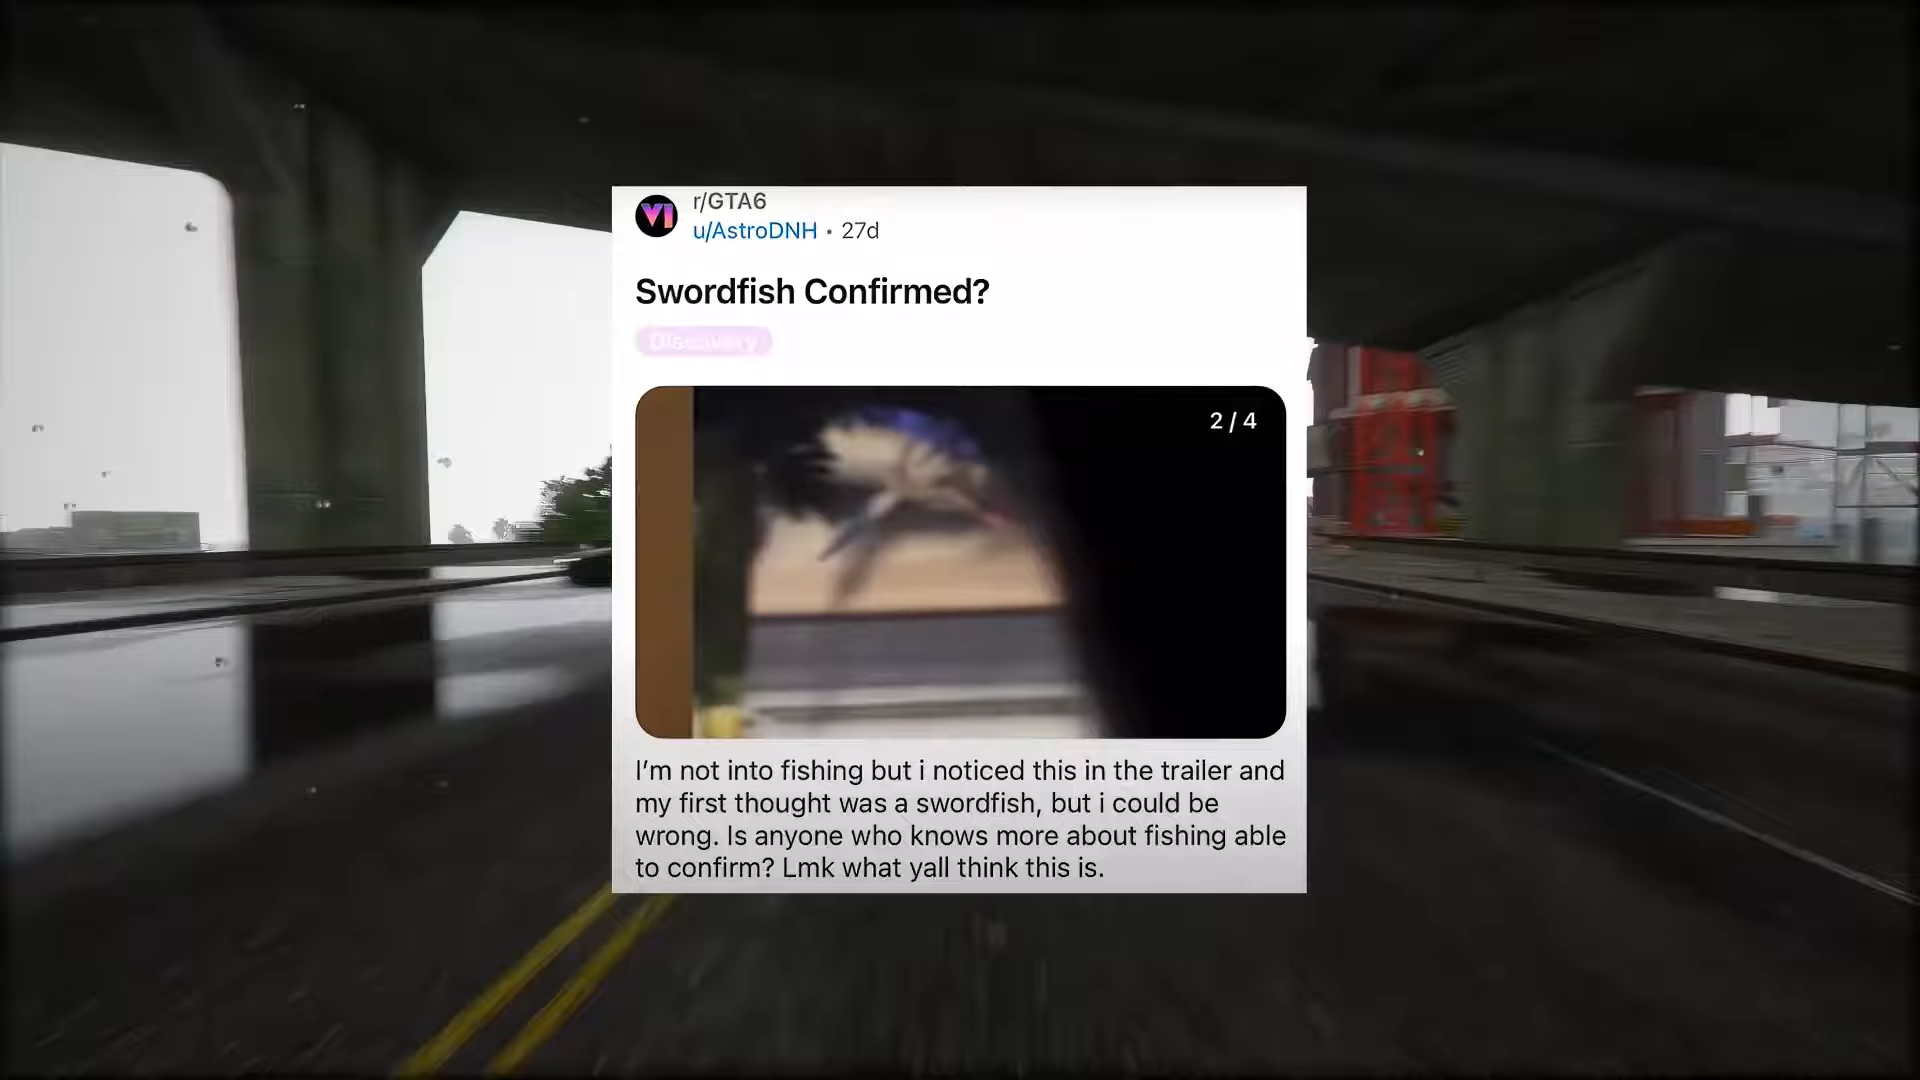 VI
r/GTA6
u/AstroDNH • 27d
Swordfish Confirmed?
Discovery
2 / 4
I'm not into fishing but i noticed this in the trailer and
my first thought was a swordfish, but i could be
wrong. Is anyone who knows more about fishing able
to confirm? Lmk what yall think this is.